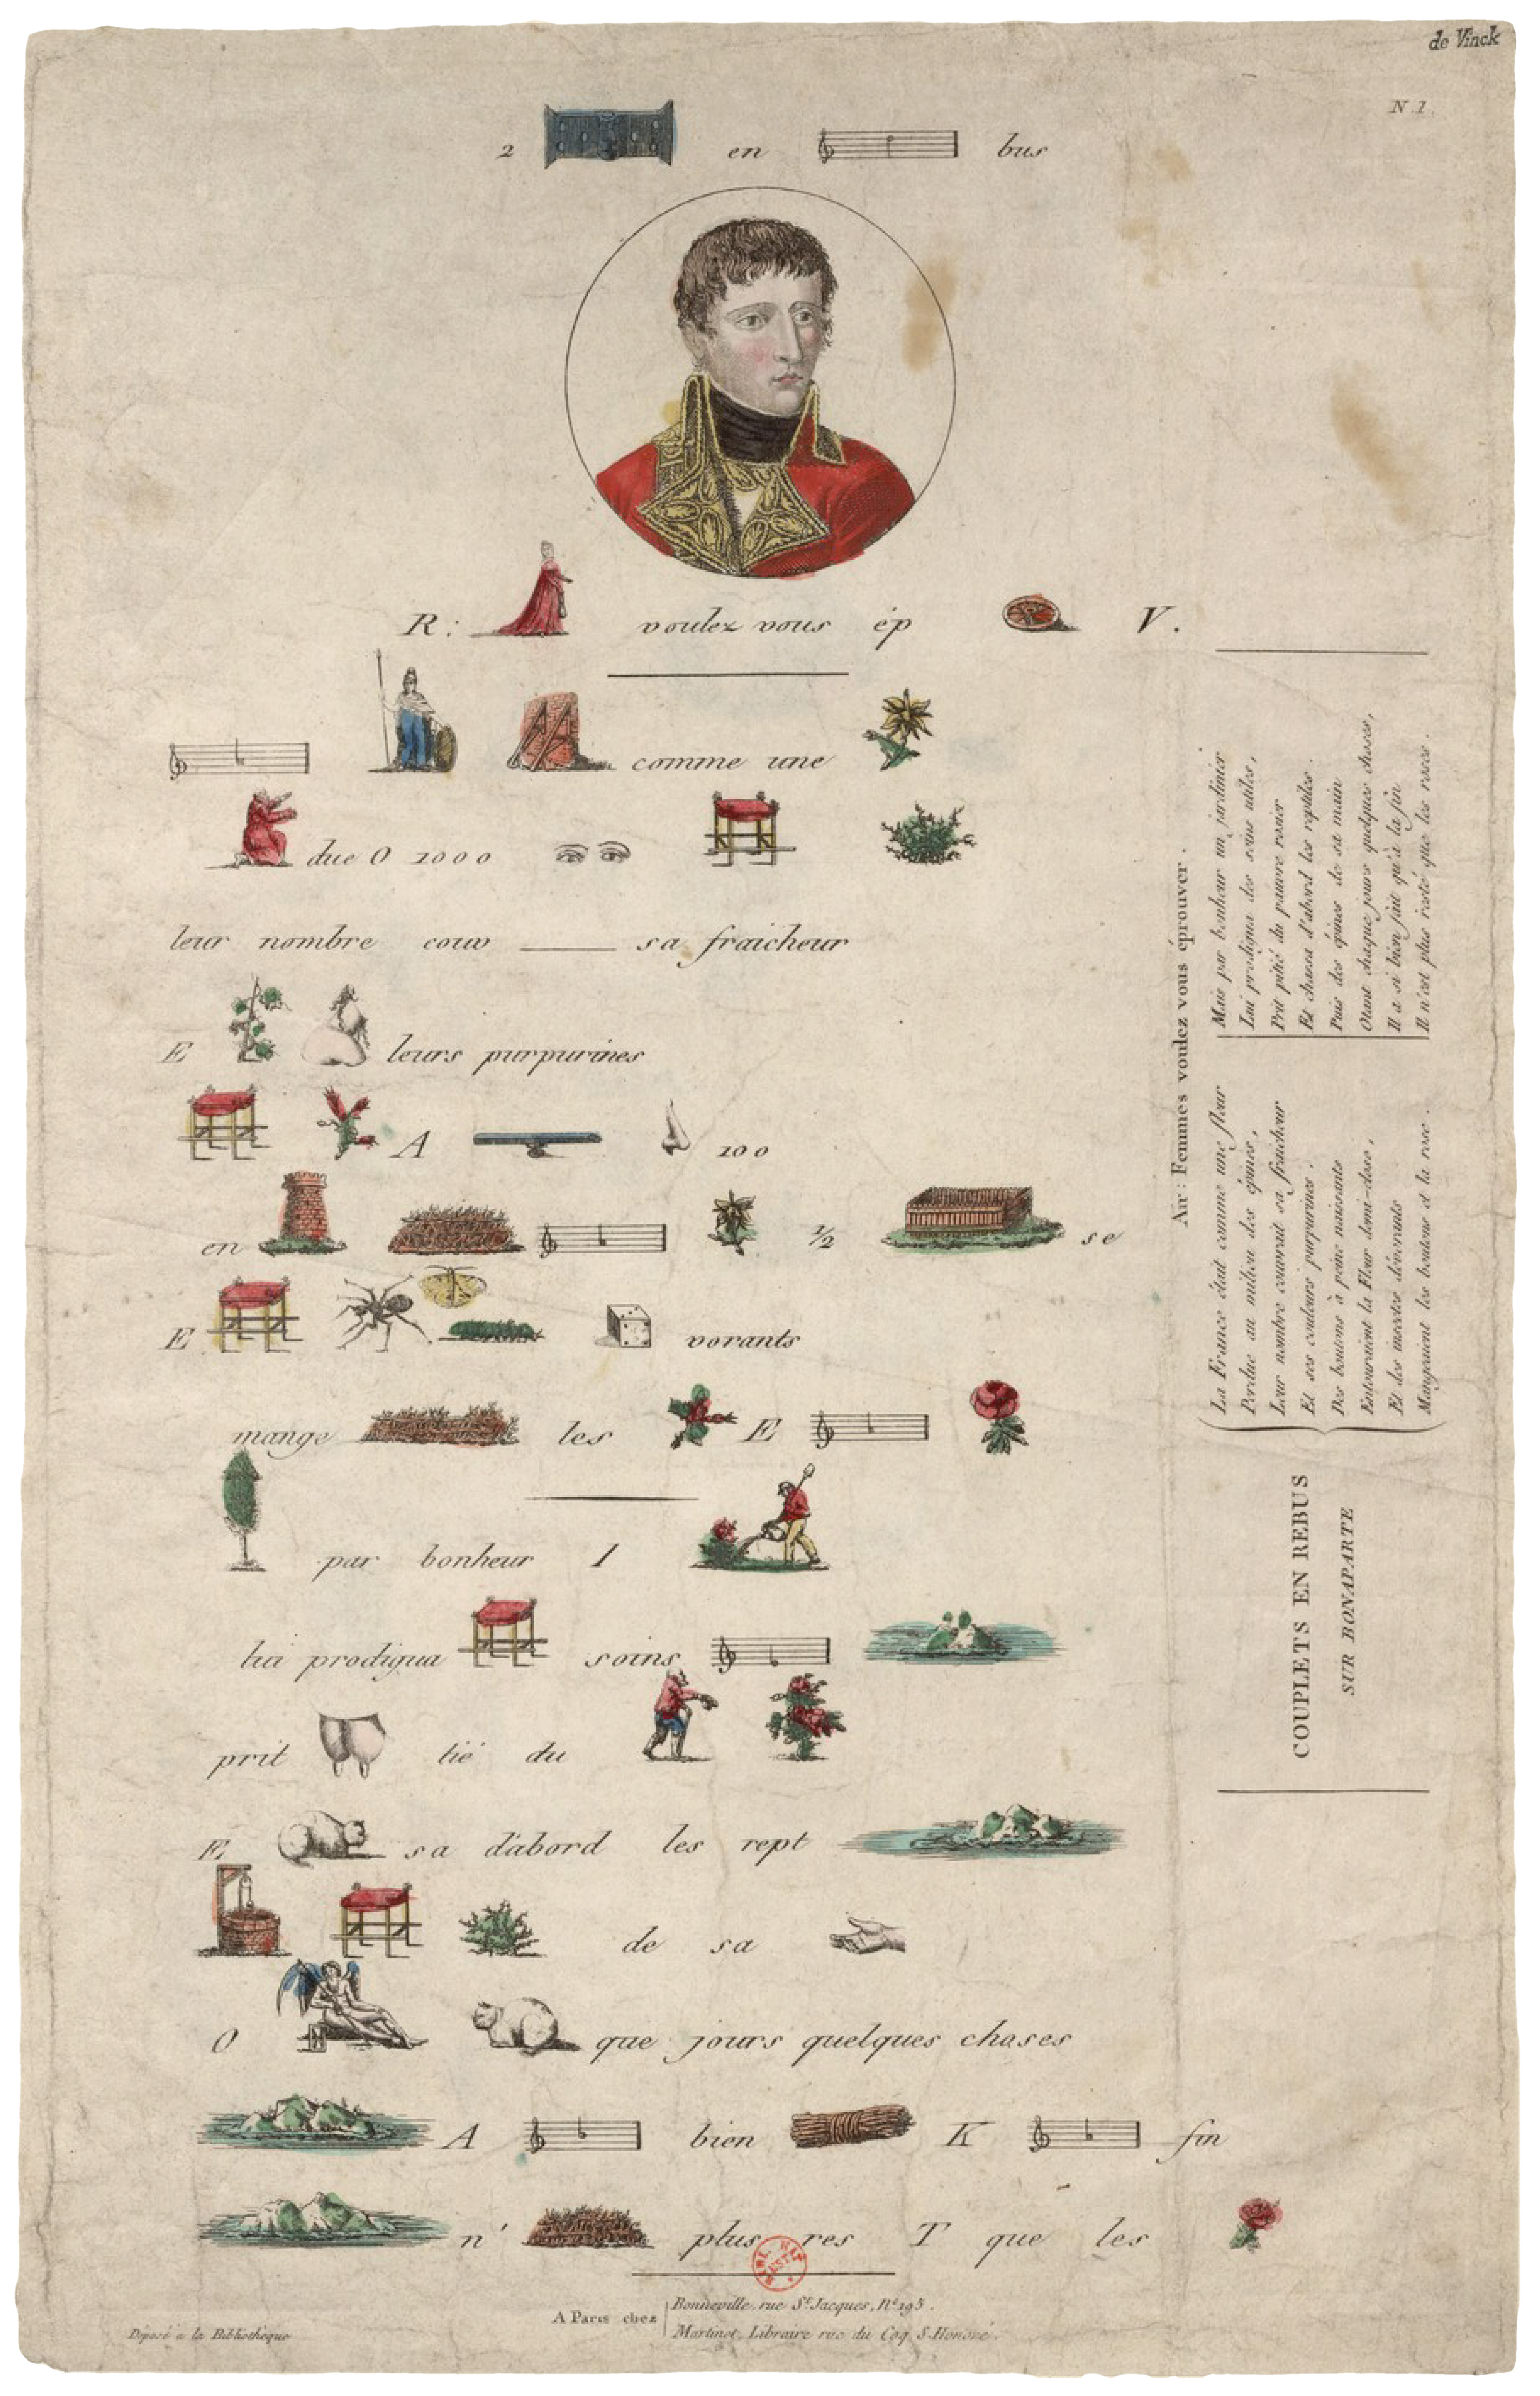 de Vinck
N.1.
2 en bus
R: voulez vous ép V.
comme une
due O 1000
leur nombre couv sa fraicheur
E leurs purpurines
A 100
en 1/2 se
E vorants
mange les E
par bonheur 1
lui prodigua soins
prit tié du
E sa d'abord les rept
de sa
O que jours quelques choses
A bien K fin
n' plus res T que les
A Paris chez
Bonneville, rue St Jacques, No 195.
Martinet, Libraire rue du Coq S. Honoré.
Déposé a la Bibliothèque
COUPLETS EN REBUS
SUR BONAPARTE
Air: Femmes voulez vous éprouver.
La France était comme une fleur
Perdue au milieu des épines,
Leur nombre couvrait sa fraicheur
Et ses couleurs purpurines.
Des boutons à peine naissants
Entouraient la Fleur demi-close,
Et des insectes dévorants
Mangeaient les boutons et la rose.
Mais par bonheur un jardinier
Lui prodigua des soins utiles,
Prit pitié du pauvre rosier
Et chassa d'abord les reptiles.
Puis des épines de sa main
Otant chaque jours quelques choses,
Il a si bien fait qu'à la fin
Il n'est plus resté que les roses.